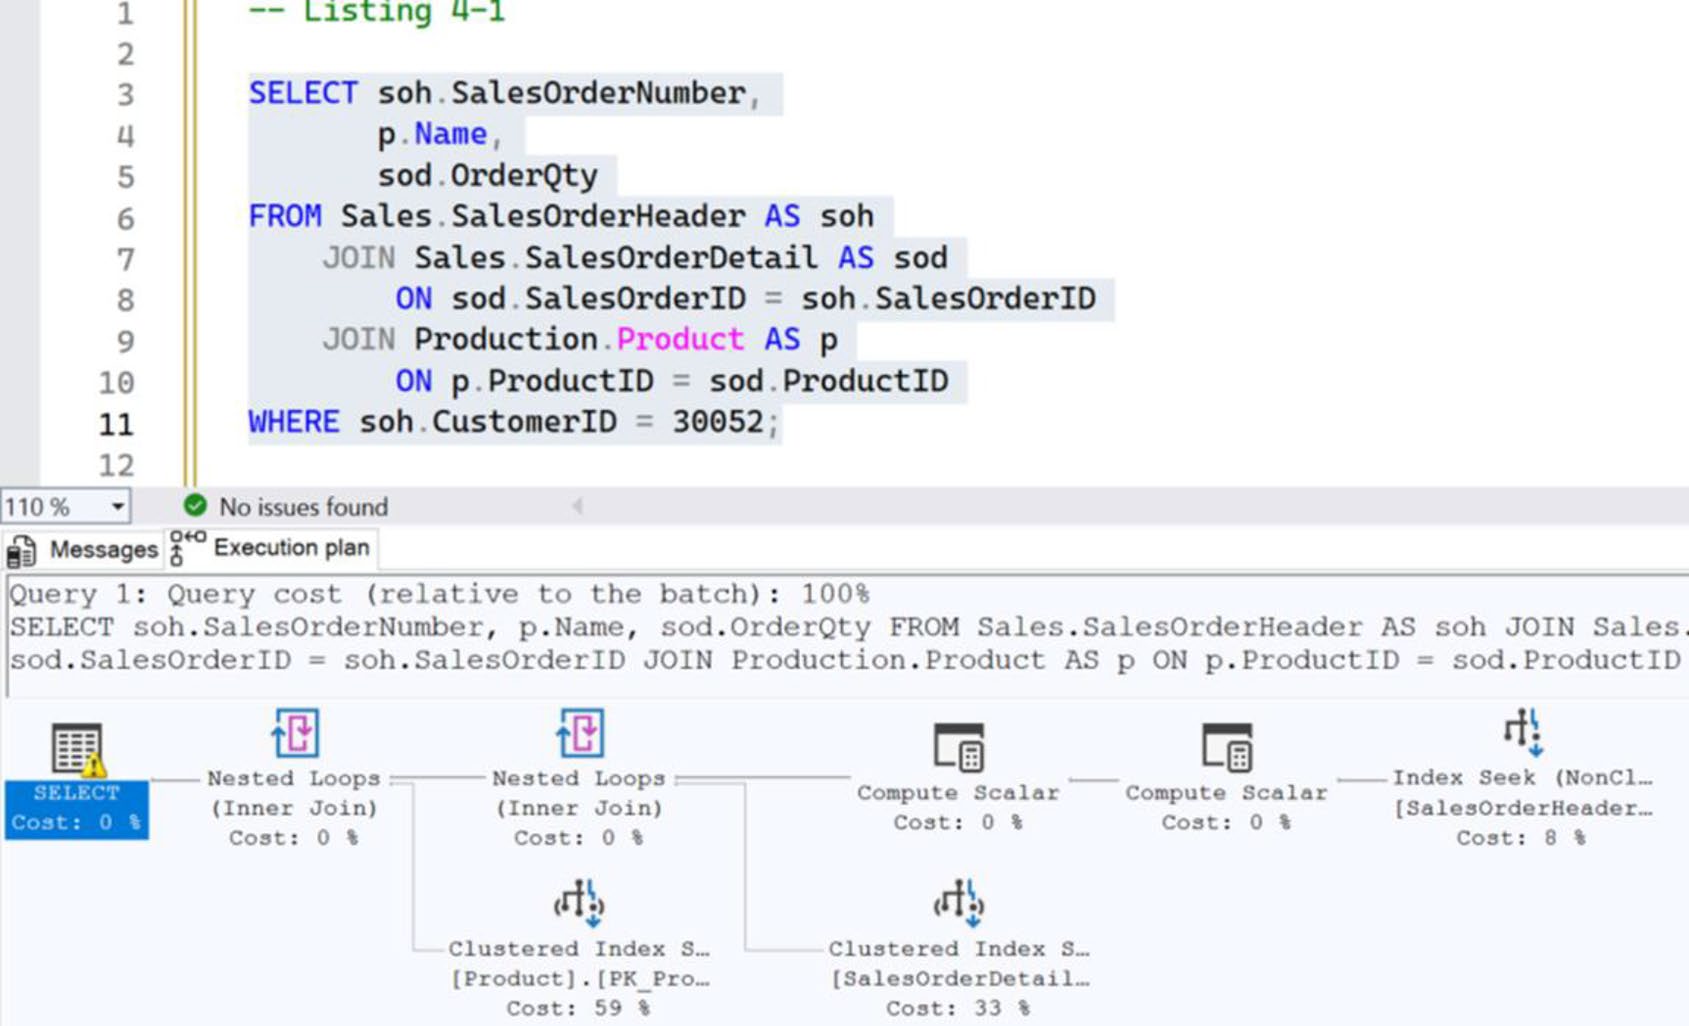 1 -- Listing 4-1
2
3 SELECT soh.SalesOrderNumber,
4 p.Name,
5 sod.OrderQty
6 FROM Sales.SalesOrderHeader AS soh
7 JOIN Sales.SalesOrderDetail AS sod
8 ON sod.SalesOrderID = soh.SalesOrderID
9 JOIN Production.Product AS p
10 ON p.ProductID = sod.ProductID
11 WHERE soh.CustomerID = 30052;
12
110 % No issues found
Messages Execution plan
Query 1: Query cost (relative to the batch): 100%
SELECT soh.SalesOrderNumber, p.Name, sod.OrderQty FROM Sales.SalesOrderHeader AS soh JOIN Sales.
sod.SalesOrderID = soh.SalesOrderID JOIN Production.Product AS p ON p.ProductID = sod.ProductID
SELECT
Cost: 0 %
Nested Loops
(Inner Join)
Cost: 0 %
Nested Loops
(Inner Join)
Cost: 0 %
Compute Scalar
Cost: 0 %
Compute Scalar
Cost: 0 %
Index Seek (NonCl…
[SalesOrderHeader…
Cost: 8 %
Clustered Index S…
[Product].[PK_Pro…
Cost: 59 %
Clustered Index S…
[SalesOrderDetail…
Cost: 33 %